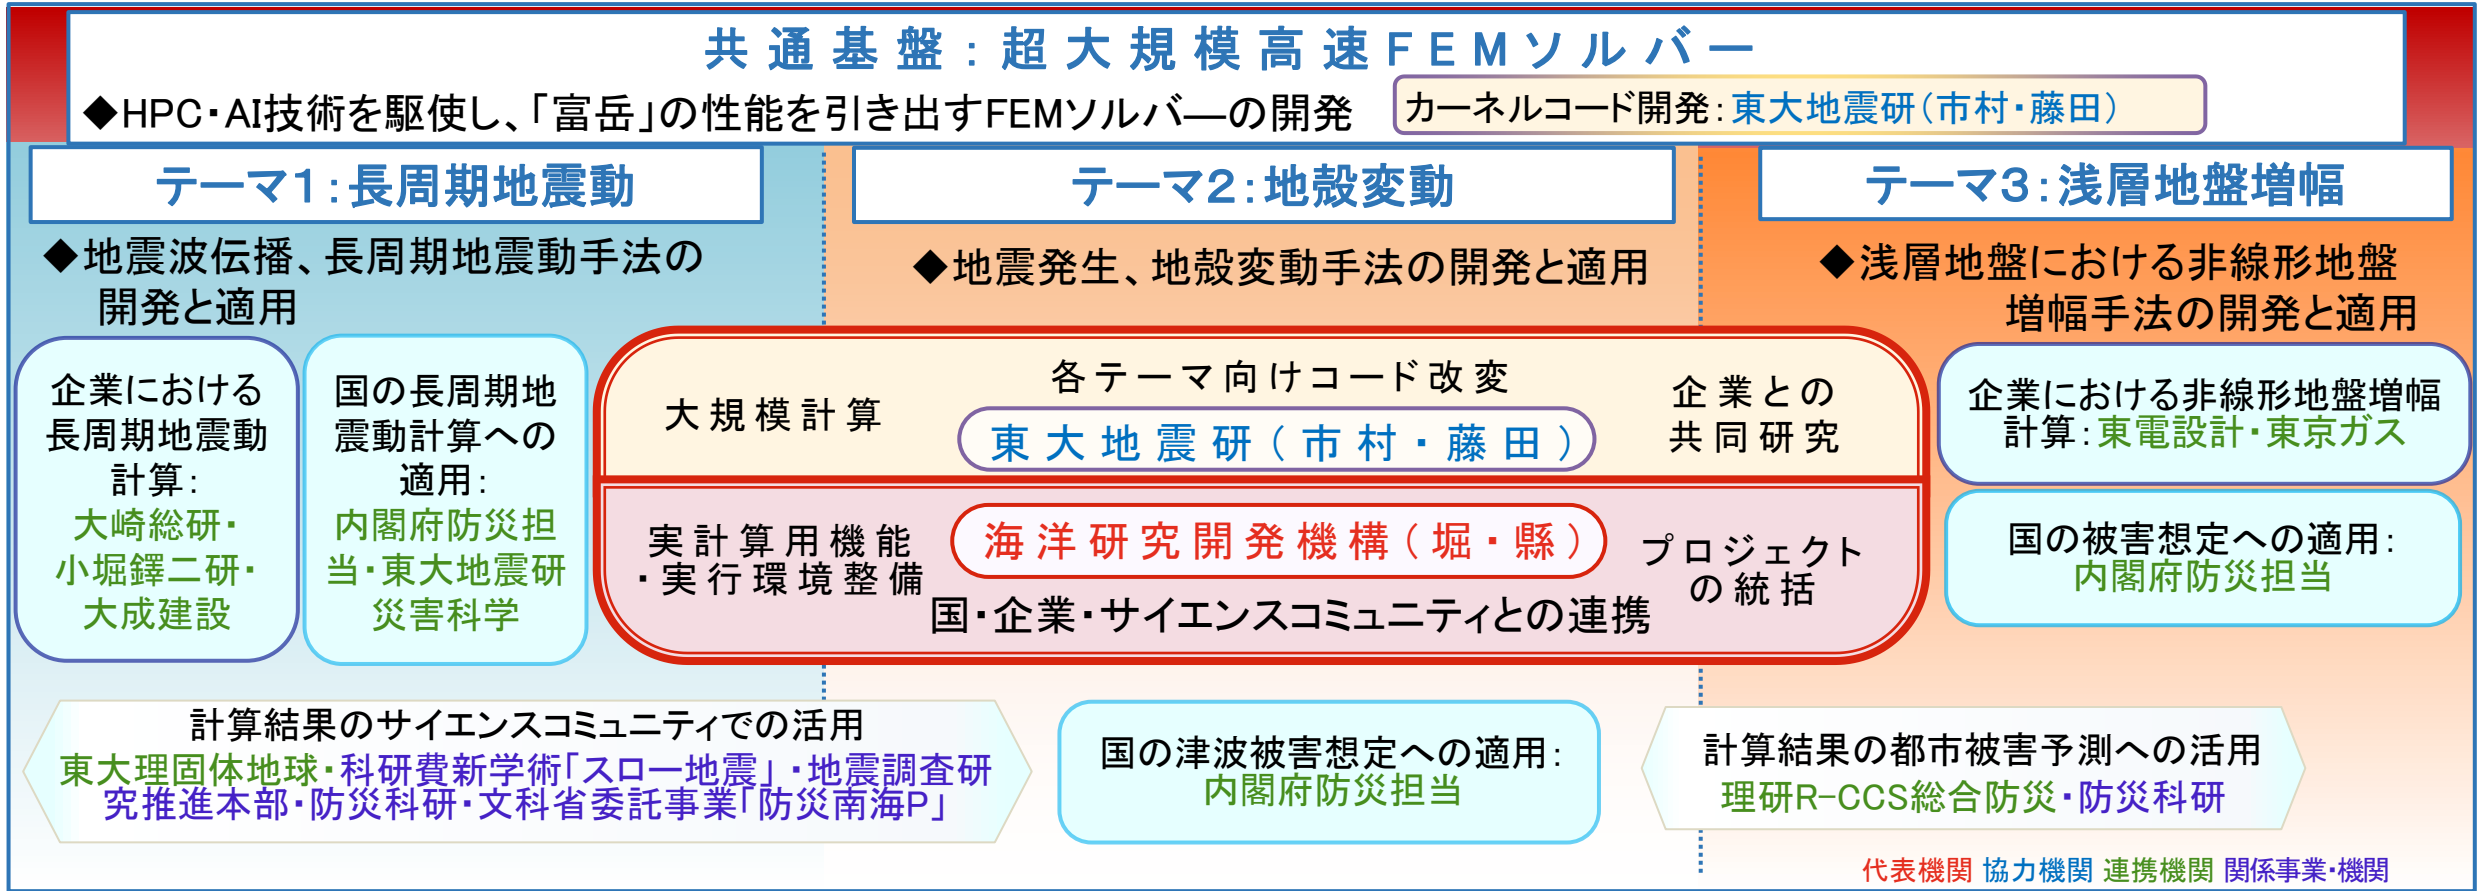 共通基盤：超大規模高速FEMソルバー
◆HPC・AI技術を駆使し、「富岳」の性能を引き出すFEMソルバ―の開発
カーネルコード開発：東大地震研（市村・藤田）
テーマ1：長周期地震動
◆地震波伝播、長周期地震動手法の
開発と適用
テーマ2：地殻変動
◆地震発生、地殻変動手法の開発と適用
テーマ3：浅層地盤増幅
◆浅層地盤における非線形地盤
増幅手法の開発と適用
企業における
長周期地震動
計算：
大崎総研・
小堀鐸二研・
大成建設
国の長周期地
震動計算への
適用：
内閣府防災担
当・東大地震研
災害科学
大規模計算
各テーマ向けコード改変
東大地震研（市村・藤田）
企業との
共同研究
実計算用機能
・実行環境整備
海洋研究開発機構（堀・縣）
国・企業・サイエンスコミュニティとの連携
プロジェクト
の統括
企業における非線形地盤増幅
計算：東電設計・東京ガス
国の被害想定への適用：
内閣府防災担当
計算結果のサイエンスコミュニティでの活用
東大理固体地球・科研費新学術「スロー地震」・地震調査研
究推進本部・防災科研・文科省委託事業「防災南海P」
国の津波被害想定への適用：
内閣府防災担当
計算結果の都市被害予測への活用
理研R-CCS総合防災・防災科研
代表機関 協力機関 連携機関 関係事業・機関